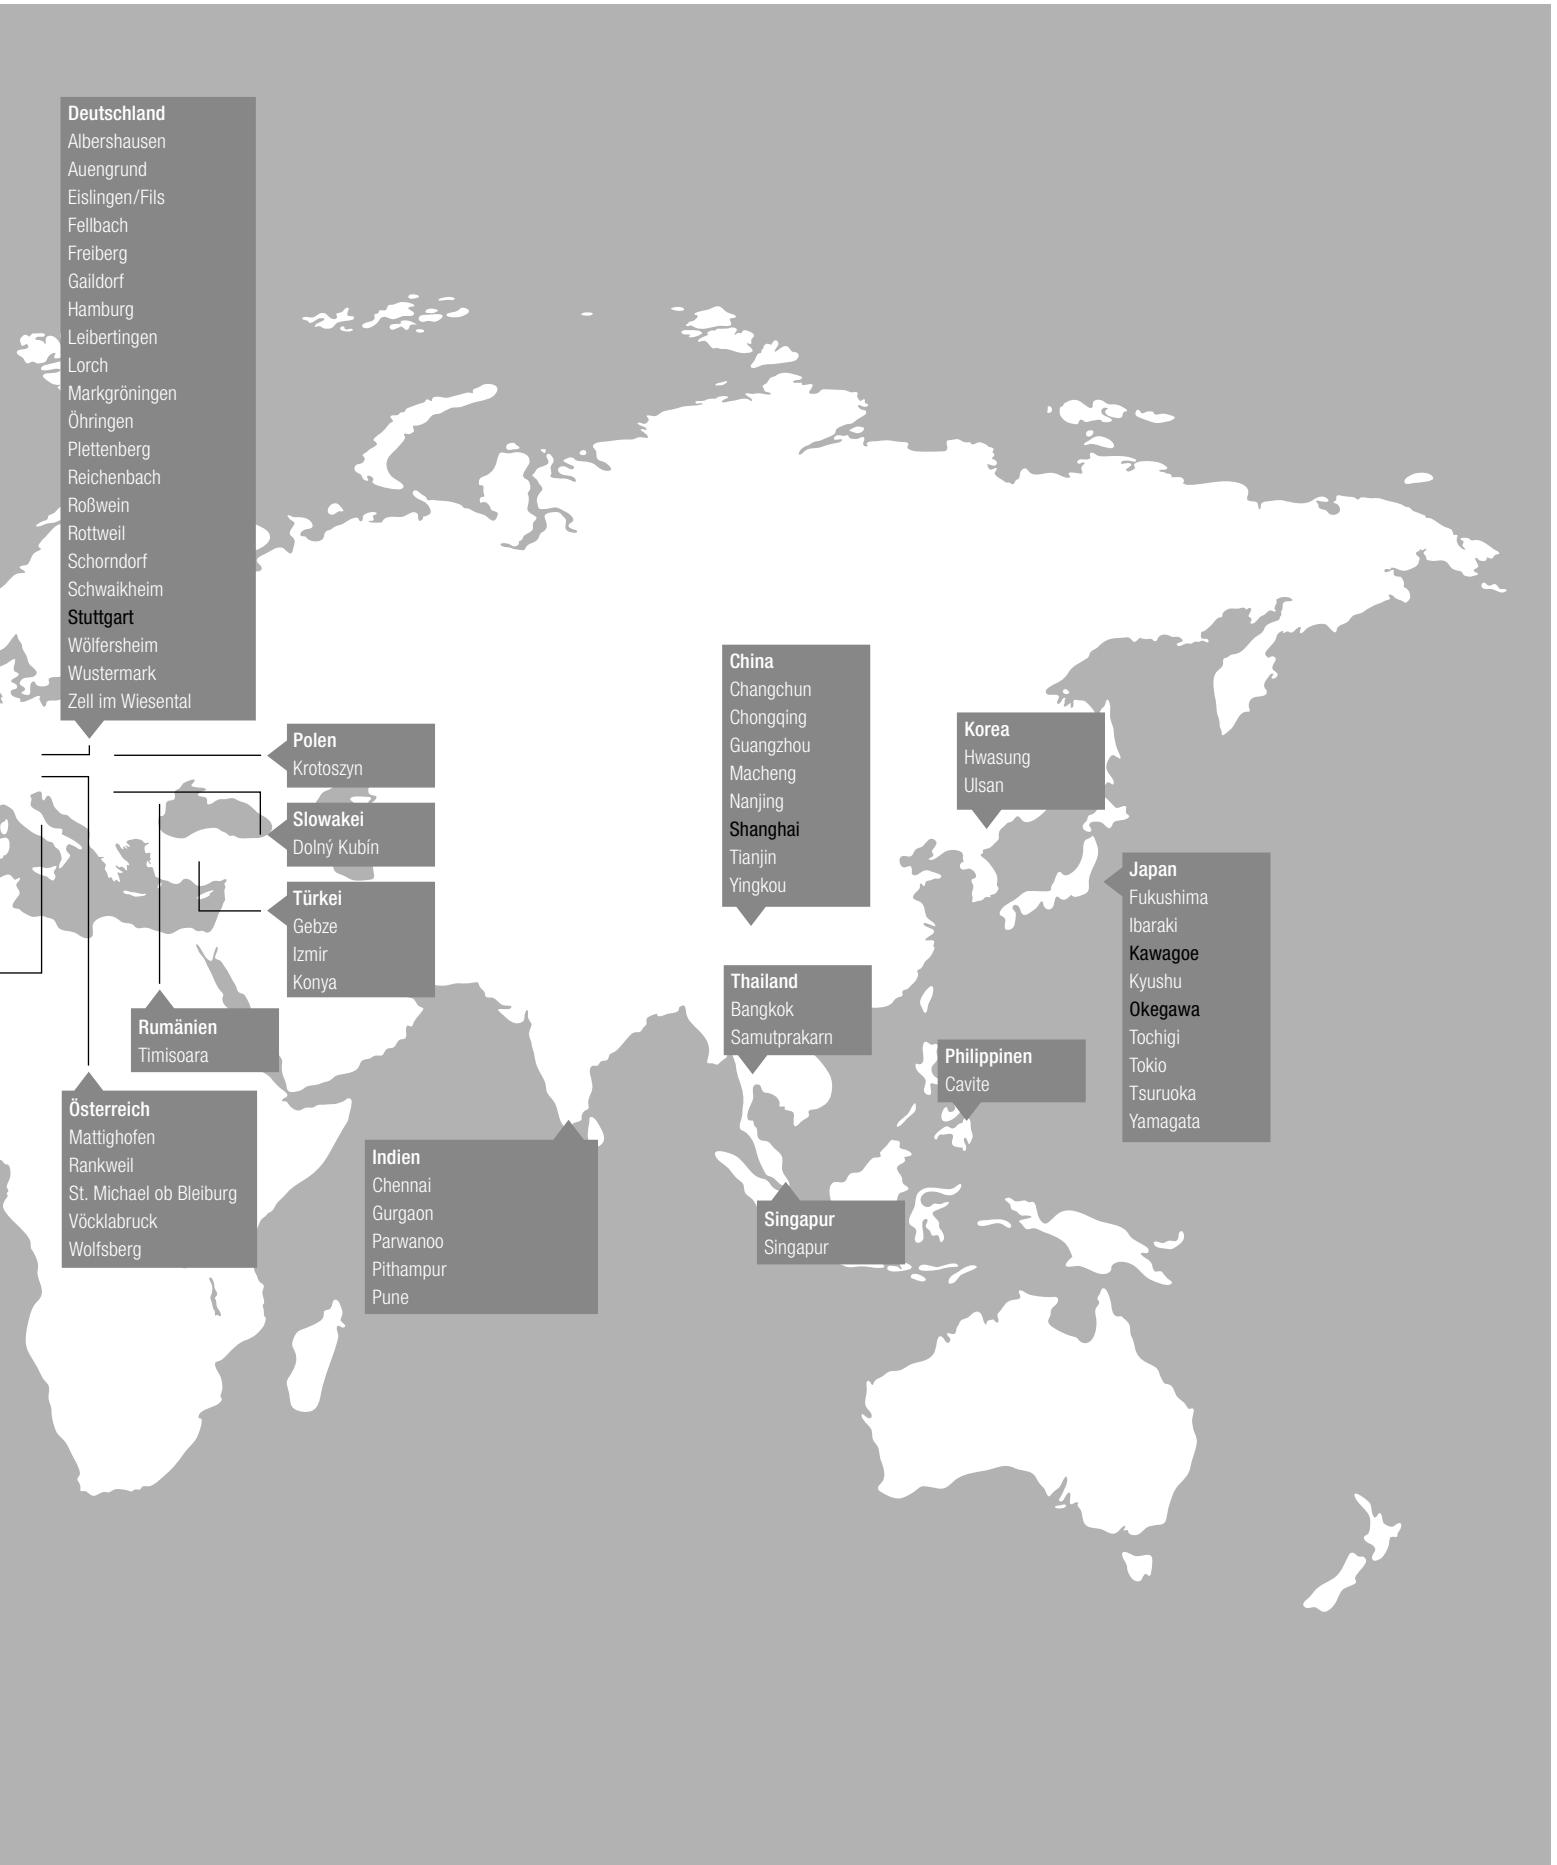 Deutschland
Albershausen
Auengrund
Eislingen/Fils
Fellbach
Freiberg
Gaildorf
Hamburg
Leibertingen
Lorch
Markgröningen
Öhringen
Plettenberg
Reichenbach
Roßwein
Rottweil
Schorndorf
Schwaikheim
Stuttgart
Wölfersheim
Wustermark
Zell im Wiesental
Polen
Krotoszyn
Slowakei
Dolný Kubín
Türkei
Gebze
Izmir
Konya
Rumänien
Timisoara
Österreich
Mattighofen
Rankweil
St. Michael ob Bleiburg
Vöcklabruck
Wolfsberg
Indien
Chennai
Gurgaon
Parwanoo
Pithampur
Pune
China
Changchun
Chongqing
Guangzhou
Macheng
Nanjing
Shanghai
Tianjin
Yingkou
Thailand
Bangkok
Samutprakarn
Singapur
Singapur
Korea
Hwasung
Ulsan
Philippinen
Cavite
Japan
Fukushima
Ibaraki
Kawagoe
Kyushu
Okegawa
Tochigi
Tokio
Tsuruoka
Yamagata